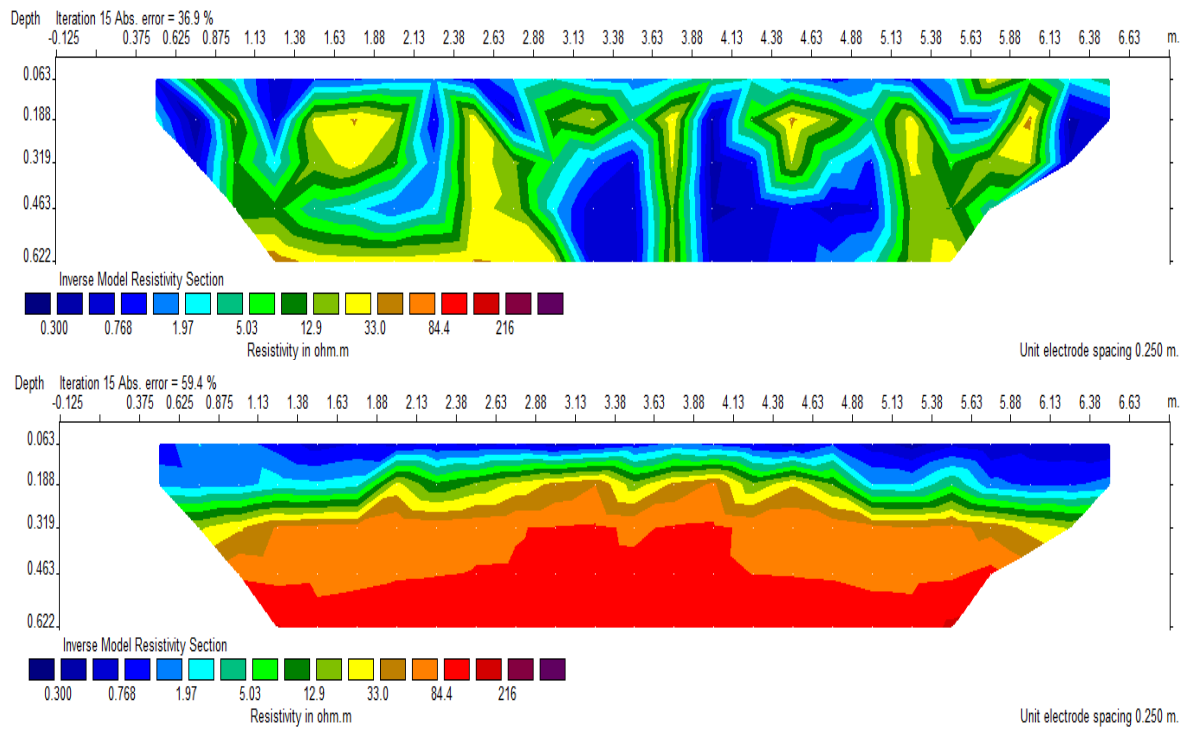 Depth Iteration 15 Abs. error = 36.9 %
-0.125 0.375 0.625 0.875 1.13 1.38 1.63 1.88 2.13 2.38 2.63 2.88 3.13 3.38 3.63 3.88 4.13 4.38 4.63 4.88 5.13 5.38 5.63 5.88 6.13 6.38 6.63 m.
0.063
0.188
0.319
0.463
0.622
Inverse Model Resistivity Section
0.300 0.768 1.97 5.03 12.9 33.0 84.4 216
Resistivity in ohm.m Unit electrode spacing 0.250 m.
Depth Iteration 15 Abs. error = 59.4 %
-0.125 0.375 0.625 0.875 1.13 1.38 1.63 1.88 2.13 2.38 2.63 2.88 3.13 3.38 3.63 3.88 4.13 4.38 4.63 4.88 5.13 5.38 5.63 5.88 6.13 6.38 6.63 m.
0.063
0.188
0.319
0.463
0.622
Inverse Model Resistivity Section
0.300 0.768 1.97 5.03 12.9 33.0 84.4 216
Resistivity in ohm.m Unit electrode spacing 0.250 m.